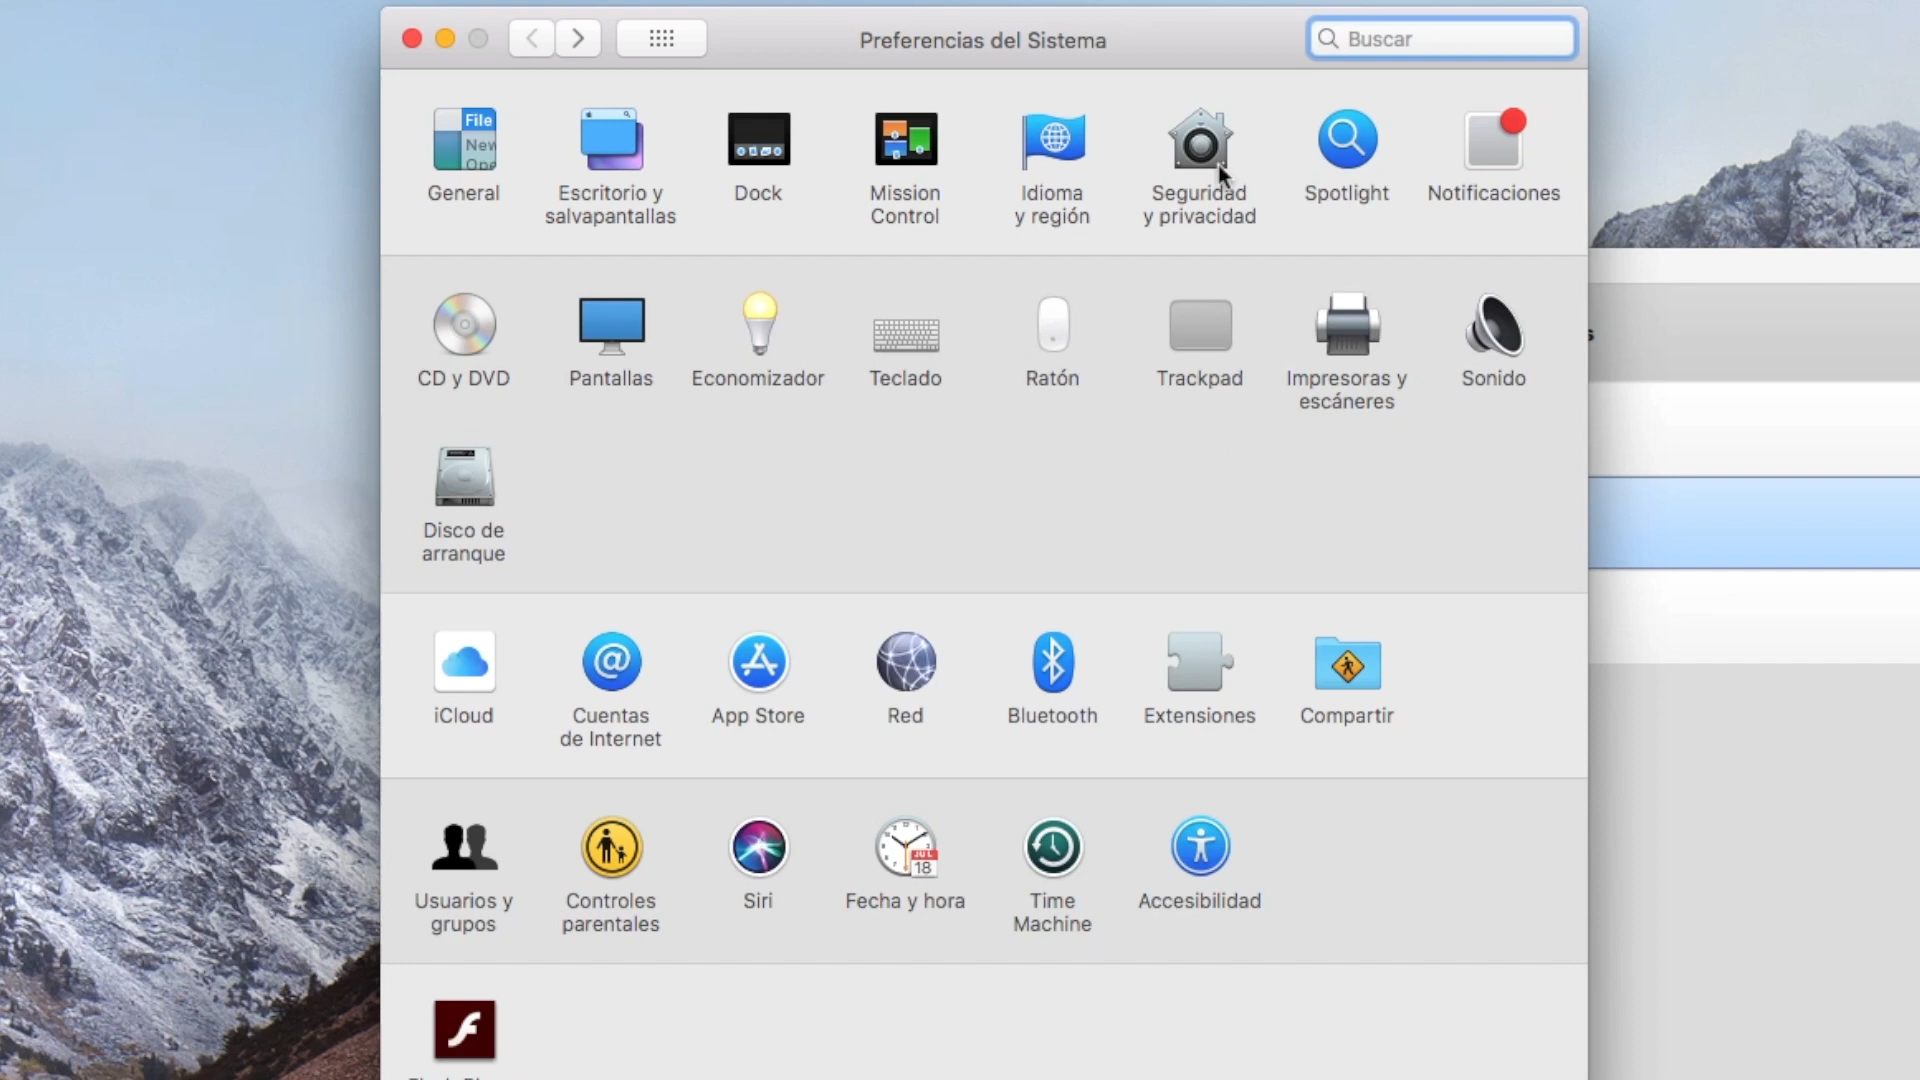 Preferencias del Sistema
Buscar
File
New
Ope
General
Escritorio y
salvapantallas
Dock
Mission
Control
Idioma
y región
Seguridad
y privacidad
Spotlight
Notificaciones
CD y DVD
Pantallas
Economizador
Teclado
Ratón
Trackpad
Impresoras y
escáneres
Sonido
Disco de
arranque
iCloud
Cuentas
de Internet
App Store
Red
Bluetooth
Extensiones
Compartir
JUL
18
Usuarios y
grupos
Controles
parentales
Siri
Fecha y hora
Time
Machine
Accesibilidad